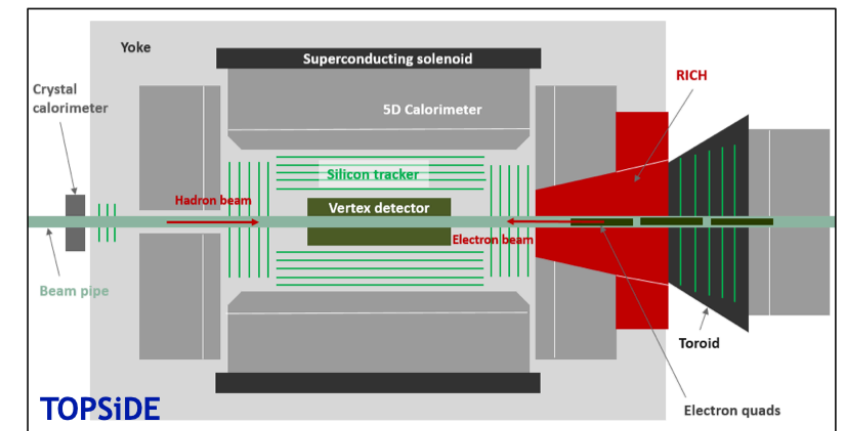 Yoke
Superconducting solenoid
RICH
Crystal
calorimeter
5D Calorimeter
Silicon tracker
Hadron beam
Vertex detector
Electron beam
Beam pipe
Toroid
TOPSiDE
Electron quads